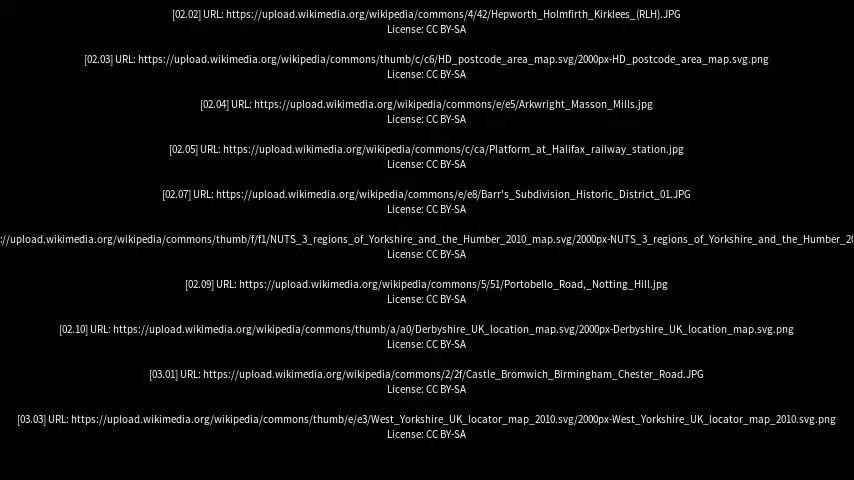 [02.02] URL: https://upload.wikimedia.org/wikipedia/commons/4/42/Hepworth_Holmfirth_Kirklees_(RLH).JPG
License: CC BY-SA
[02.03] URL: https://upload.wikimedia.org/wikipedia/commons/thumb/c/c6/HD_postcode_area_map.svg/2000px-HD_postcode_area_map.svg.png
License: CC BY-SA
[02.04] URL: https://upload.wikimedia.org/wikipedia/commons/e/e5/Arkwright_Masson_Mills.jpg
License: CC BY-SA
[02.05] URL: https://upload.wikimedia.org/wikipedia/commons/c/ca/Platform_at_Halifax_railway_station.jpg
License: CC BY-SA
[02.07] URL: https://upload.wikimedia.org/wikipedia/commons/e/e8/Barr's_Subdivision_Historic_District_01.JPG
License: CC BY-SA
://upload.wikimedia.org/wikipedia/commons/thumb/f/f1/NUTS_3_regions_of_Yorkshire_and_the_Humber_2010_map.svg/2000px-NUTS_3_regions_of_Yorkshire_and_the_Humber_20
License: CC BY-SA
[02.09] URL: https://upload.wikimedia.org/wikipedia/commons/5/51/Portobello_Road,_Notting_Hill.jpg
License: CC BY-SA
[02.10] URL: https://upload.wikimedia.org/wikipedia/commons/thumb/a/a0/Derbyshire_UK_location_map.svg/2000px-Derbyshire_UK_location_map.svg.png
License: CC BY-SA
[03.01] URL: https://upload.wikimedia.org/wikipedia/commons/2/2f/Castle_Bromwich_Birmingham_Chester_Road.JPG
License: CC BY-SA
[03.03] URL: https://upload.wikimedia.org/wikipedia/commons/thumb/e/e3/West_Yorkshire_UK_locator_map_2010.svg/2000px-West_Yorkshire_UK_locator_map_2010.svg.png
License: CC BY-SA